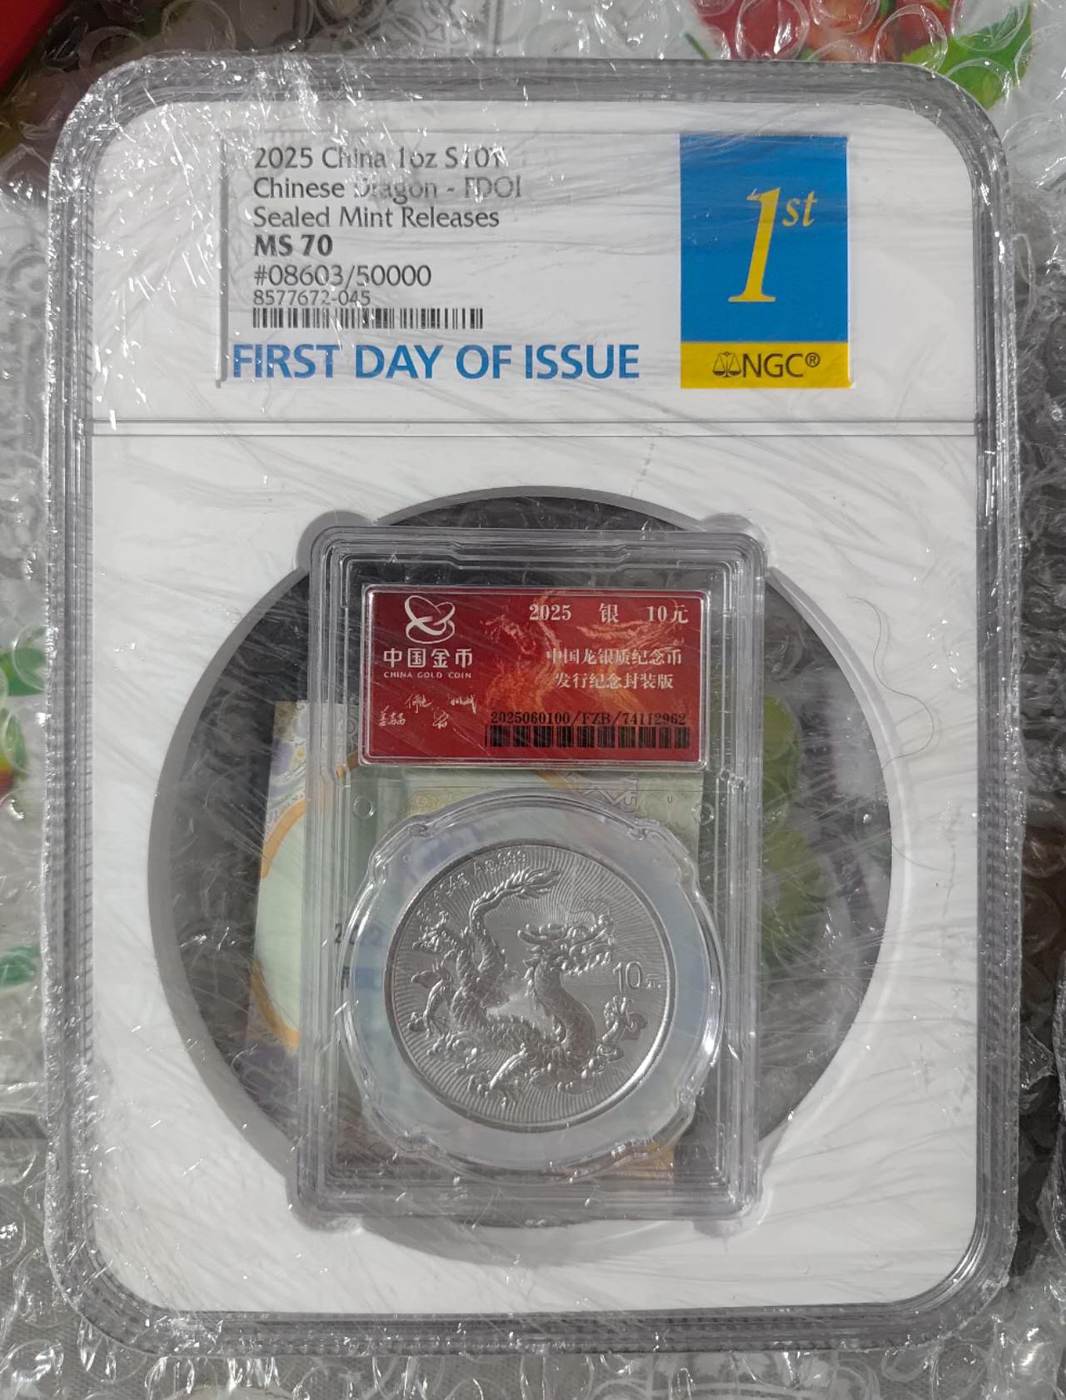 2025 China 1oz S10Y
Chinese Dragon - FDOI
Sealed Mint Releases
MS 70
#08603/50000
8577672-045
FIRST DAY OF ISSUE
1st
NGC®
2025 银 10元
中国金币
CHINA GOLD COIN
中国龙银质纪念币
发行纪念封装版
2025060100/FZB/74112962
10元